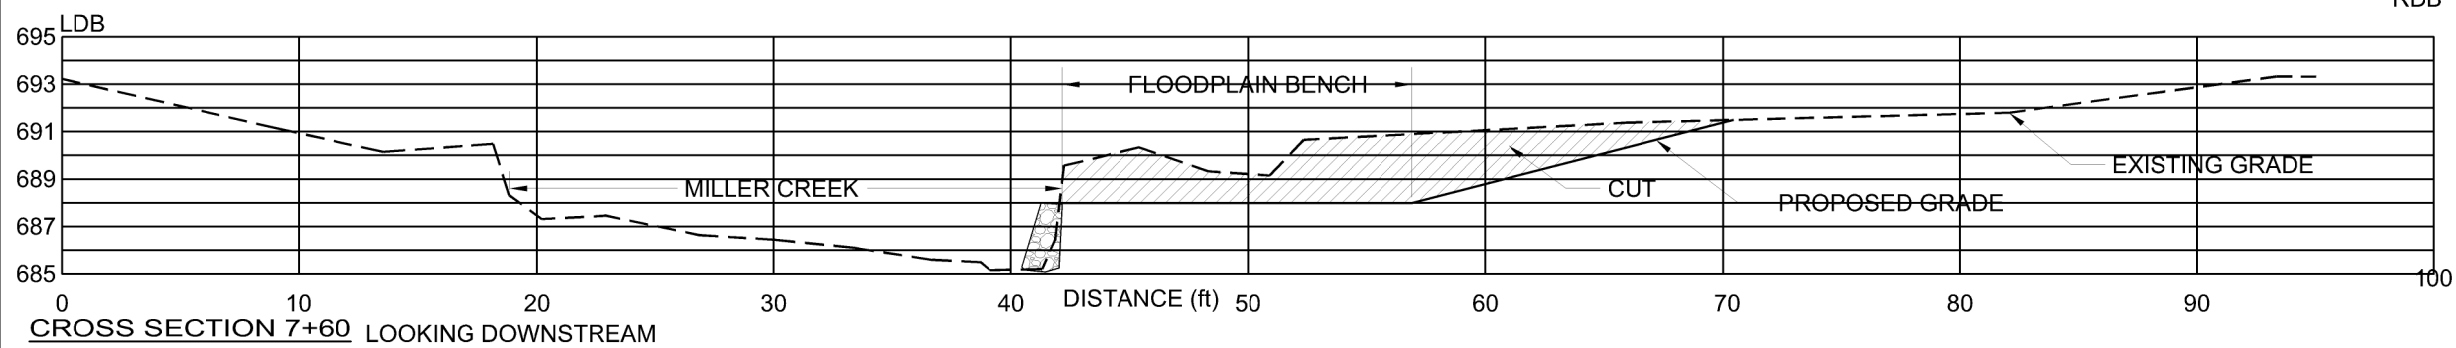 RDB
LDB
695
693
691
689
687
685
FLOODPLAIN BENCH
MILLER CREEK
CUT
PROPOSED GRADE
EXISTING GRADE
0 10 20 30 40 DISTANCE (ft) 50 60 70 80 90 100
CROSS SECTION 7+60 LOOKING DOWNSTREAM